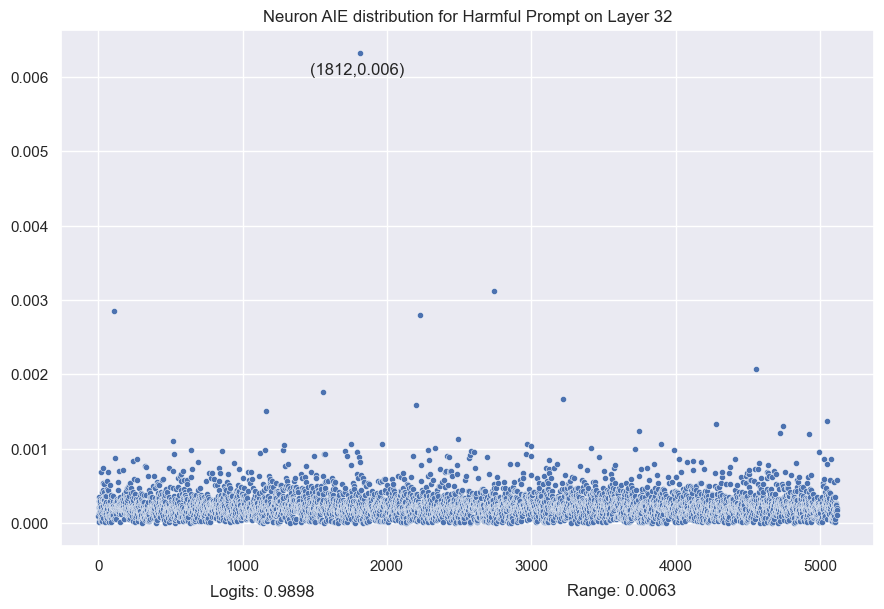 Neuron AIE distribution for Harmful Prompt on Layer 32
0.006
(1812,0.006)
0.005
0.004
0.003
0.002
0.001
0.000
0 1000 2000 3000 4000 5000
Logits: 0.9898 Range: 0.0063